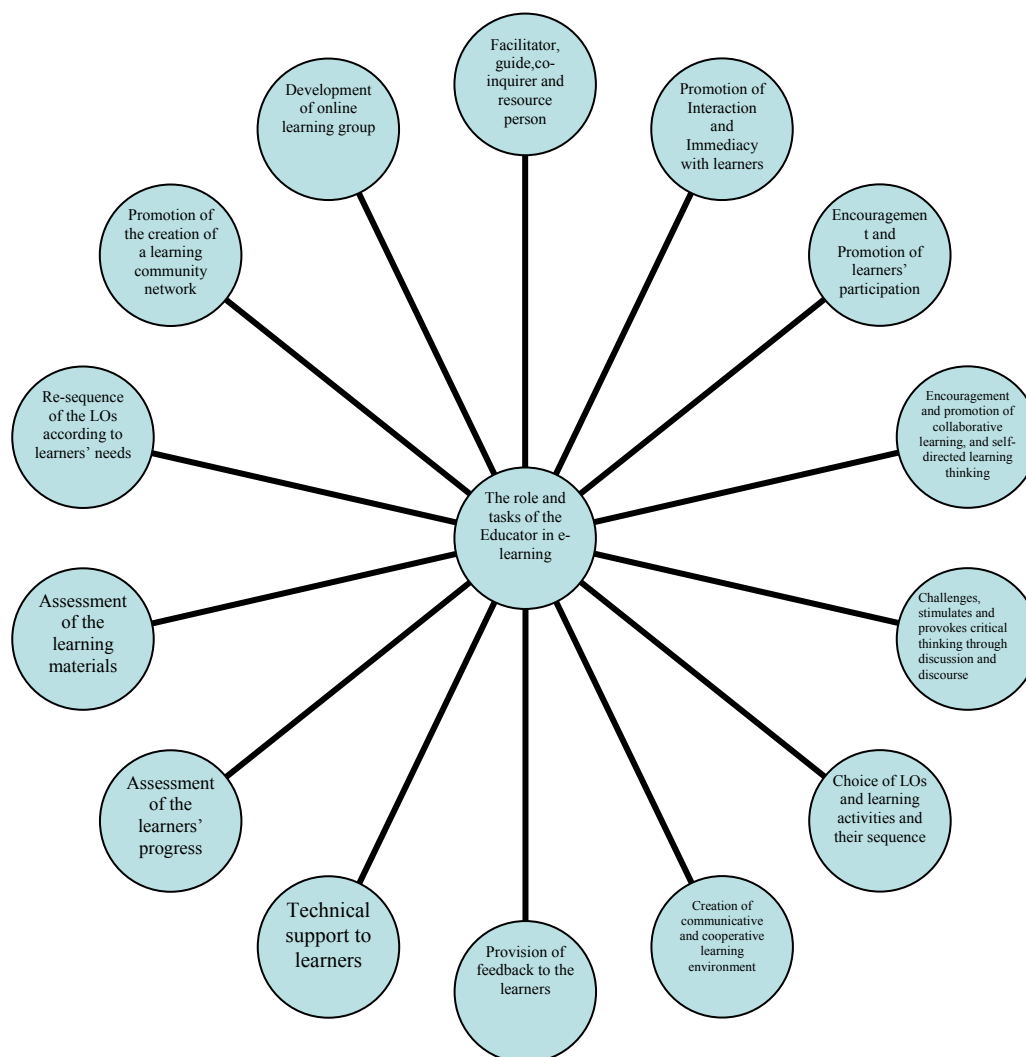 Facilitator,
guide,co-
inquirer and
resource
person
Promotion of
Interaction
and
Immediacy
with learners
Encouragemen
t and
Promotion of
learners’
participation
Encouragement
and promotion of
collaborative
learning, and self-
directed learning
thinking
Challenges,
stimulates and
provokes critical
thinking through
discussion and
discourse
Choice of LOs
and learning
activities and
their sequence
Creation of
communicative
and cooperative
learning
environment
Provision of
feedback to the
learners
Technical
support to
learners
Assessment
of the
learners’
progress
Assessment
of the
learning
materials
Re-sequence
of the LOs
according to
learners’ needs
Promotion of
the creation of
a learning
community
network
Development
of online
learning group
The role and
tasks of the
Educator in e-
learning